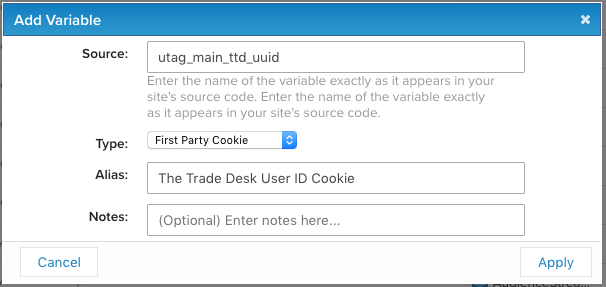 Add Variable
Source: utag_main_ttd_uuid
Enter the name of the variable exactly as it appears in your
site's source code. Enter the name of the variable exactly
as it appears in your site's source code.
Type: First Party Cookie
Alias: The Trade Desk User ID Cookie
Notes: (Optional) Enter notes here...
Cancel Apply
AudienceStrea...